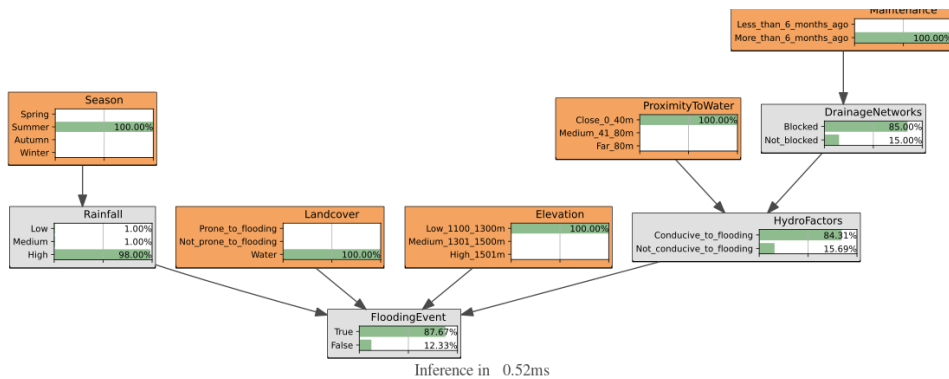 Maintenance
Less_than_6_months_ago
More_than_6_months_ago 100.00%
Season
Spring
Summer 100.00%
Autumn
Winter
ProximityToWater
Close_0_40m 100.00%
Medium_41_80m
Far_80m
DrainageNetworks
Blocked 85.00%
Not_blocked 15.00%
Rainfall
Low 1.00%
Medium 1.00%
High 98.00%
Landcover
Prone_to_flooding
Not_prone_to_flooding
Water 100.00%
Elevation
Low_1100_1300m 100.00%
Medium_1301_1500m
High_1501m
HydroFactors
Conducive_to_flooding 84.31%
Not_conducive_to_flooding 15.69%
FloodingEvent
True 87.67%
False 12.33%
Inference in 0.52ms